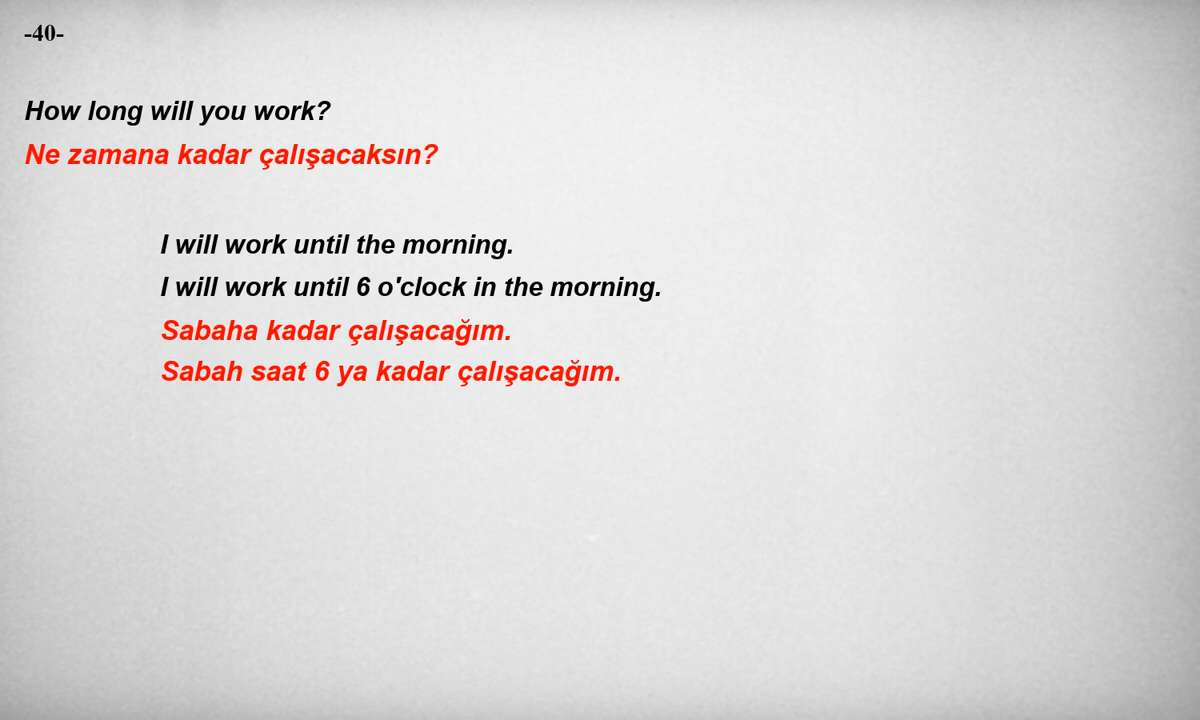 -40-
How long will you work?
Ne zamana kadar çalışacaksın?
I will work until the morning.
I will work until 6 o'clock in the morning.
Sabaha kadar çalışacağım.
Sabah saat 6 ya kadar çalışacağım.